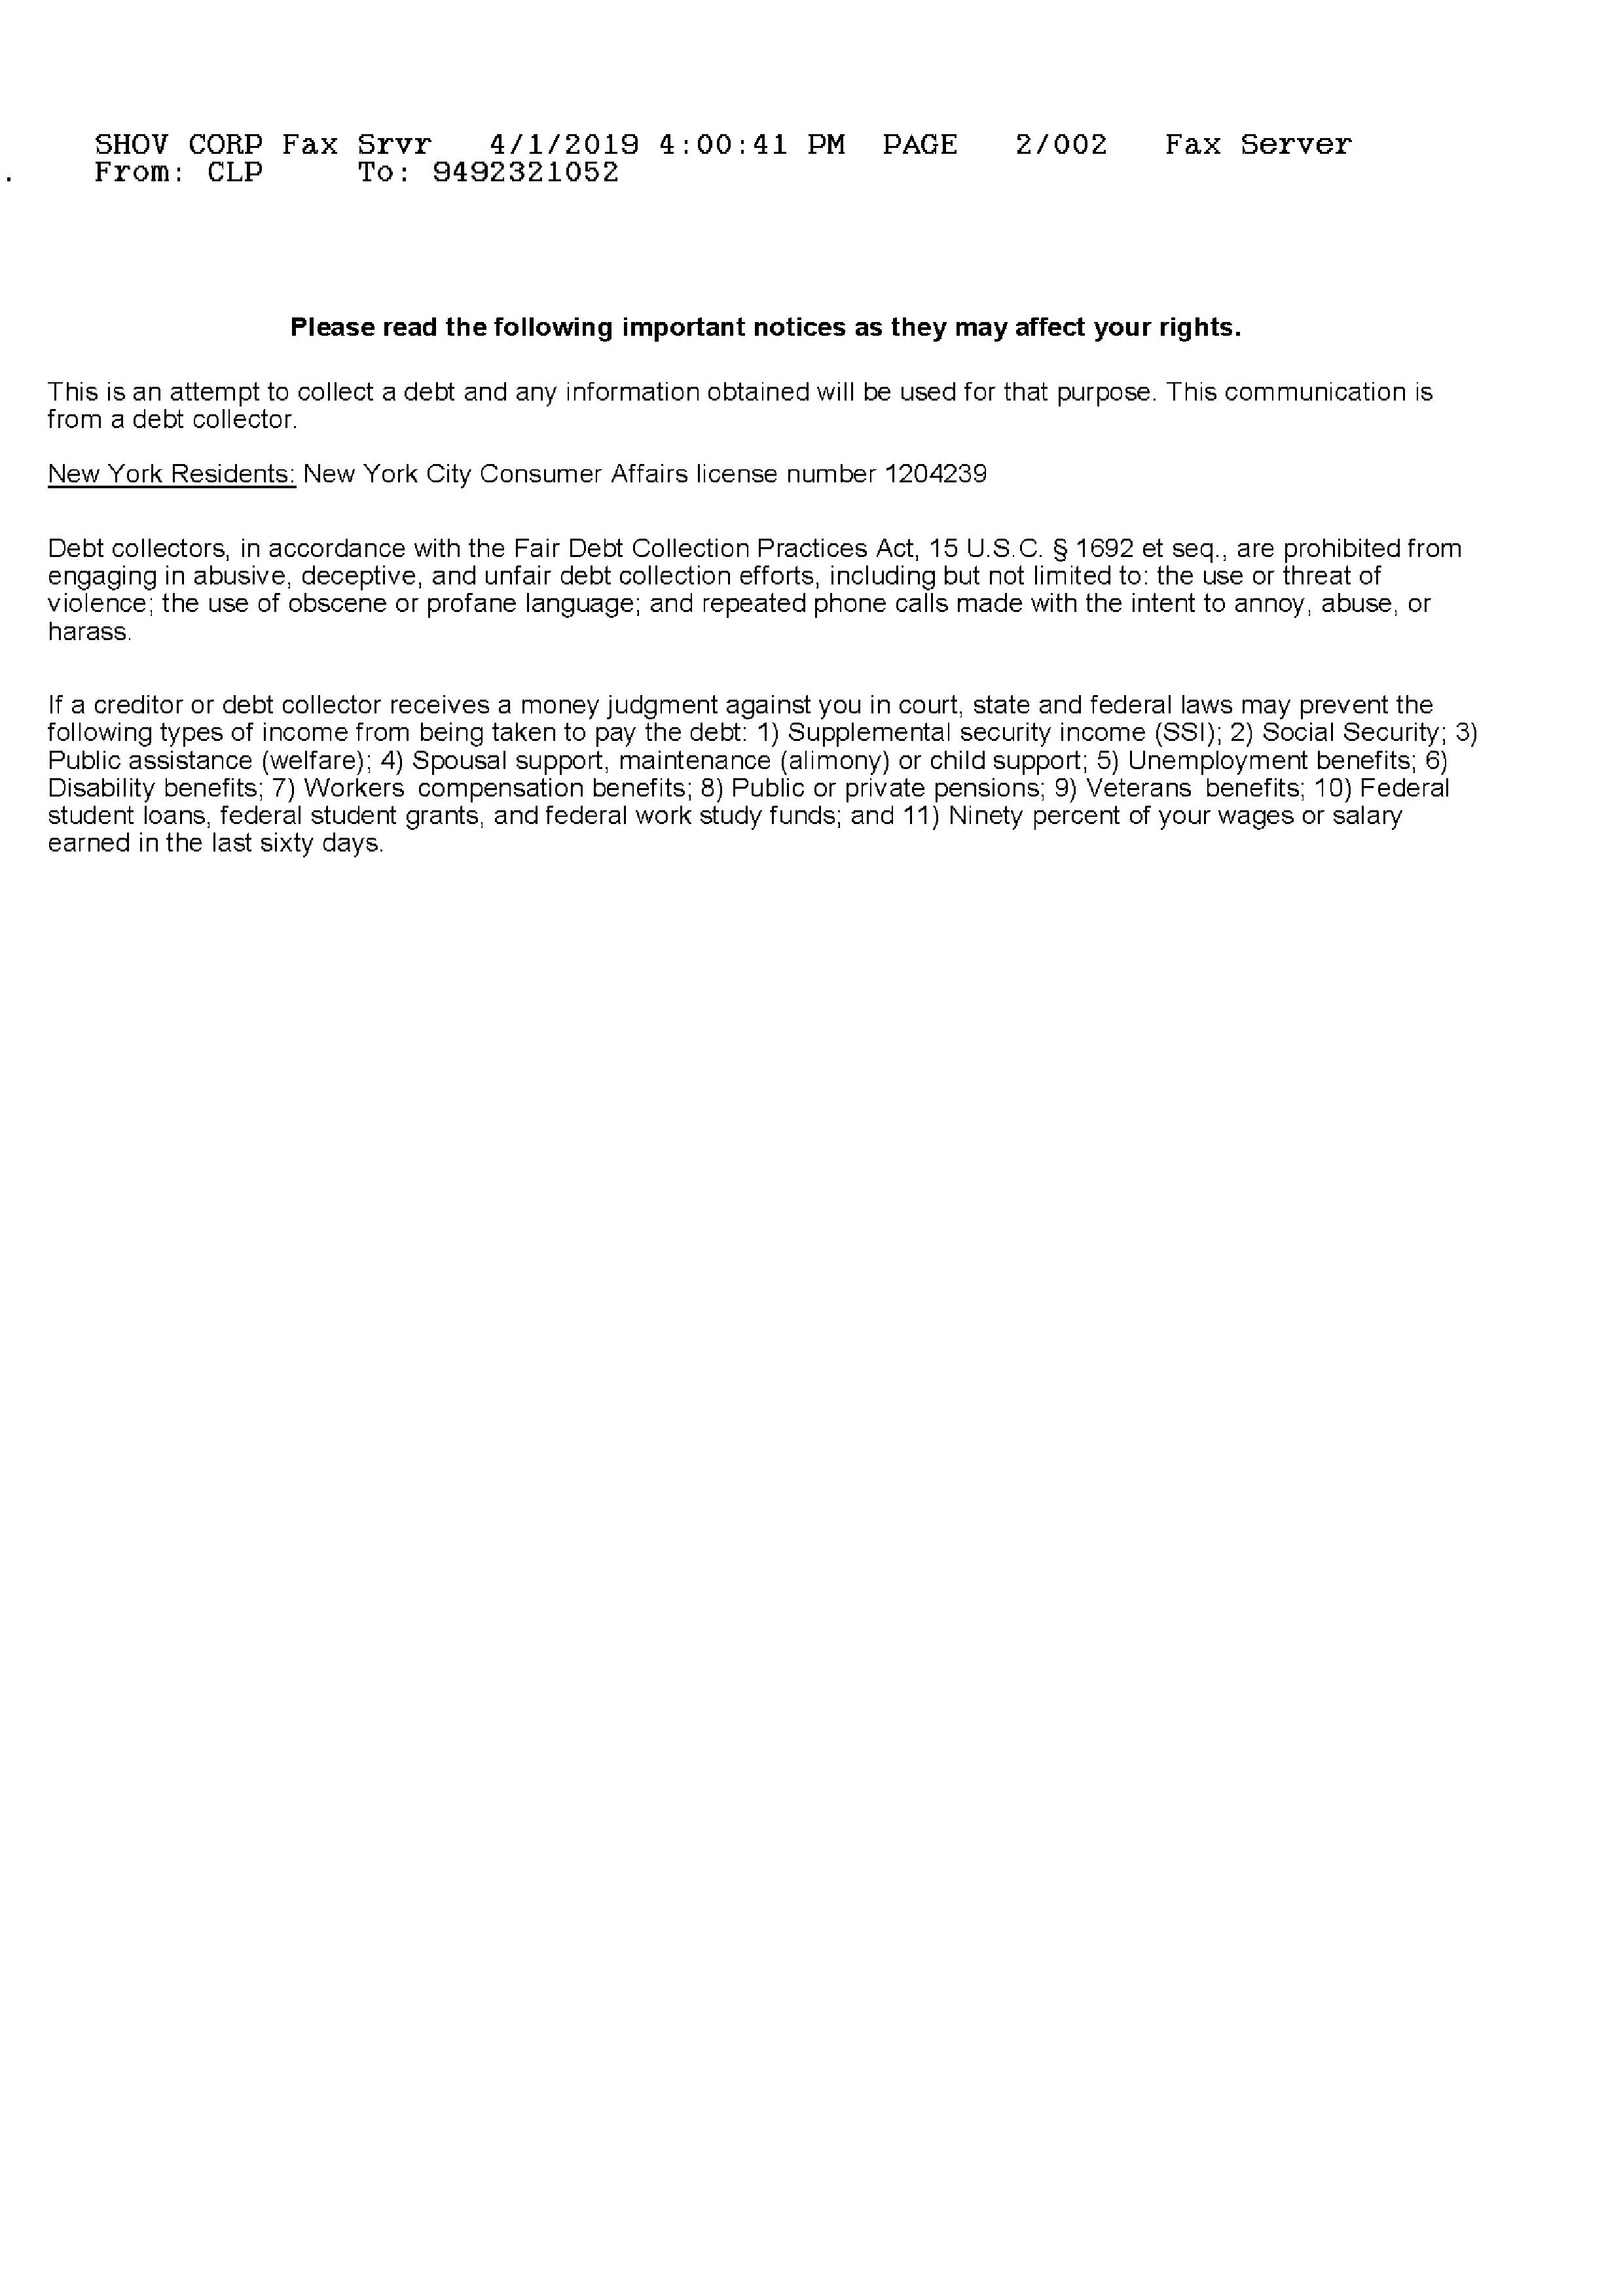 SHOV CORP Fax Srvr 4/1/2019 4:00:41 PM PAGE 2/002 Fax Server
. From: CLP To: 9492321052
Please read the following important notices as they may affect your rights.
This is an attempt to collect a debt and any information obtained will be used for that purpose. This communication is
from a debt collector.
New York Residents: New York City Consumer Affairs license number 1204239
Debt collectors, in accordance with the Fair Debt Collection Practices Act, 15 U.S.C. § 1692 et seq., are prohibited from
engaging in abusive, deceptive, and unfair debt collection efforts, including but not limited to: the use or threat of
violence; the use of obscene or profane language; and repeated phone calls made with the intent to annoy, abuse, or
harass.
If a creditor or debt collector receives a money judgment against you in court, state and federal laws may prevent the
following types of income from being taken to pay the debt: 1) Supplemental security income (SSI); 2) Social Security; 3)
Public assistance (welfare); 4) Spousal support, maintenance (alimony) or child support; 5) Unemployment benefits; 6)
Disability benefits; 7) Workers compensation benefits; 8) Public or private pensions; 9) Veterans benefits; 10) Federal
student loans, federal student grants, and federal work study funds; and 11) Ninety percent of your wages or salary
earned in the last sixty days.